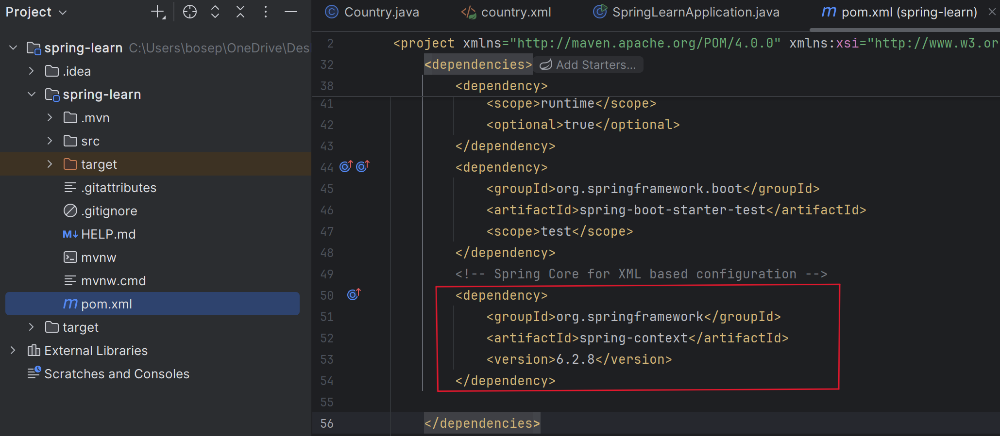 Project
spring-learn C:\Users\bosep\OneDrive\Des
.idea
spring-learn
.mvn
src
target
.gitattributes
.gitignore
M↓ HELP.md
mvnw
mvnw.cmd
m pom.xml
target
External Libraries
Scratches and Consoles
Country.java country.xml SpringLearnApplication.java m pom.xml (spring-learn)
2 <project xmlns="http://maven.apache.org/POM/4.0.0" xmlns:xsi="http://www.w3.or
32 <dependencies> Add Starters...
38 <dependency>
41 <scope>runtime</scope>
42 <optional>true</optional>
43 </dependency>
44 <dependency>
45 <groupId>org.springframework.boot</groupId>
46 <artifactId>spring-boot-starter-test</artifactId>
47 <scope>test</scope>
48 </dependency>
49 <!-- Spring Core for XML based configuration -->
50 <dependency>
51 <groupId>org.springframework</groupId>
52 <artifactId>spring-context</artifactId>
53 <version>6.2.8</version>
54 </dependency>
55
56 </dependencies>